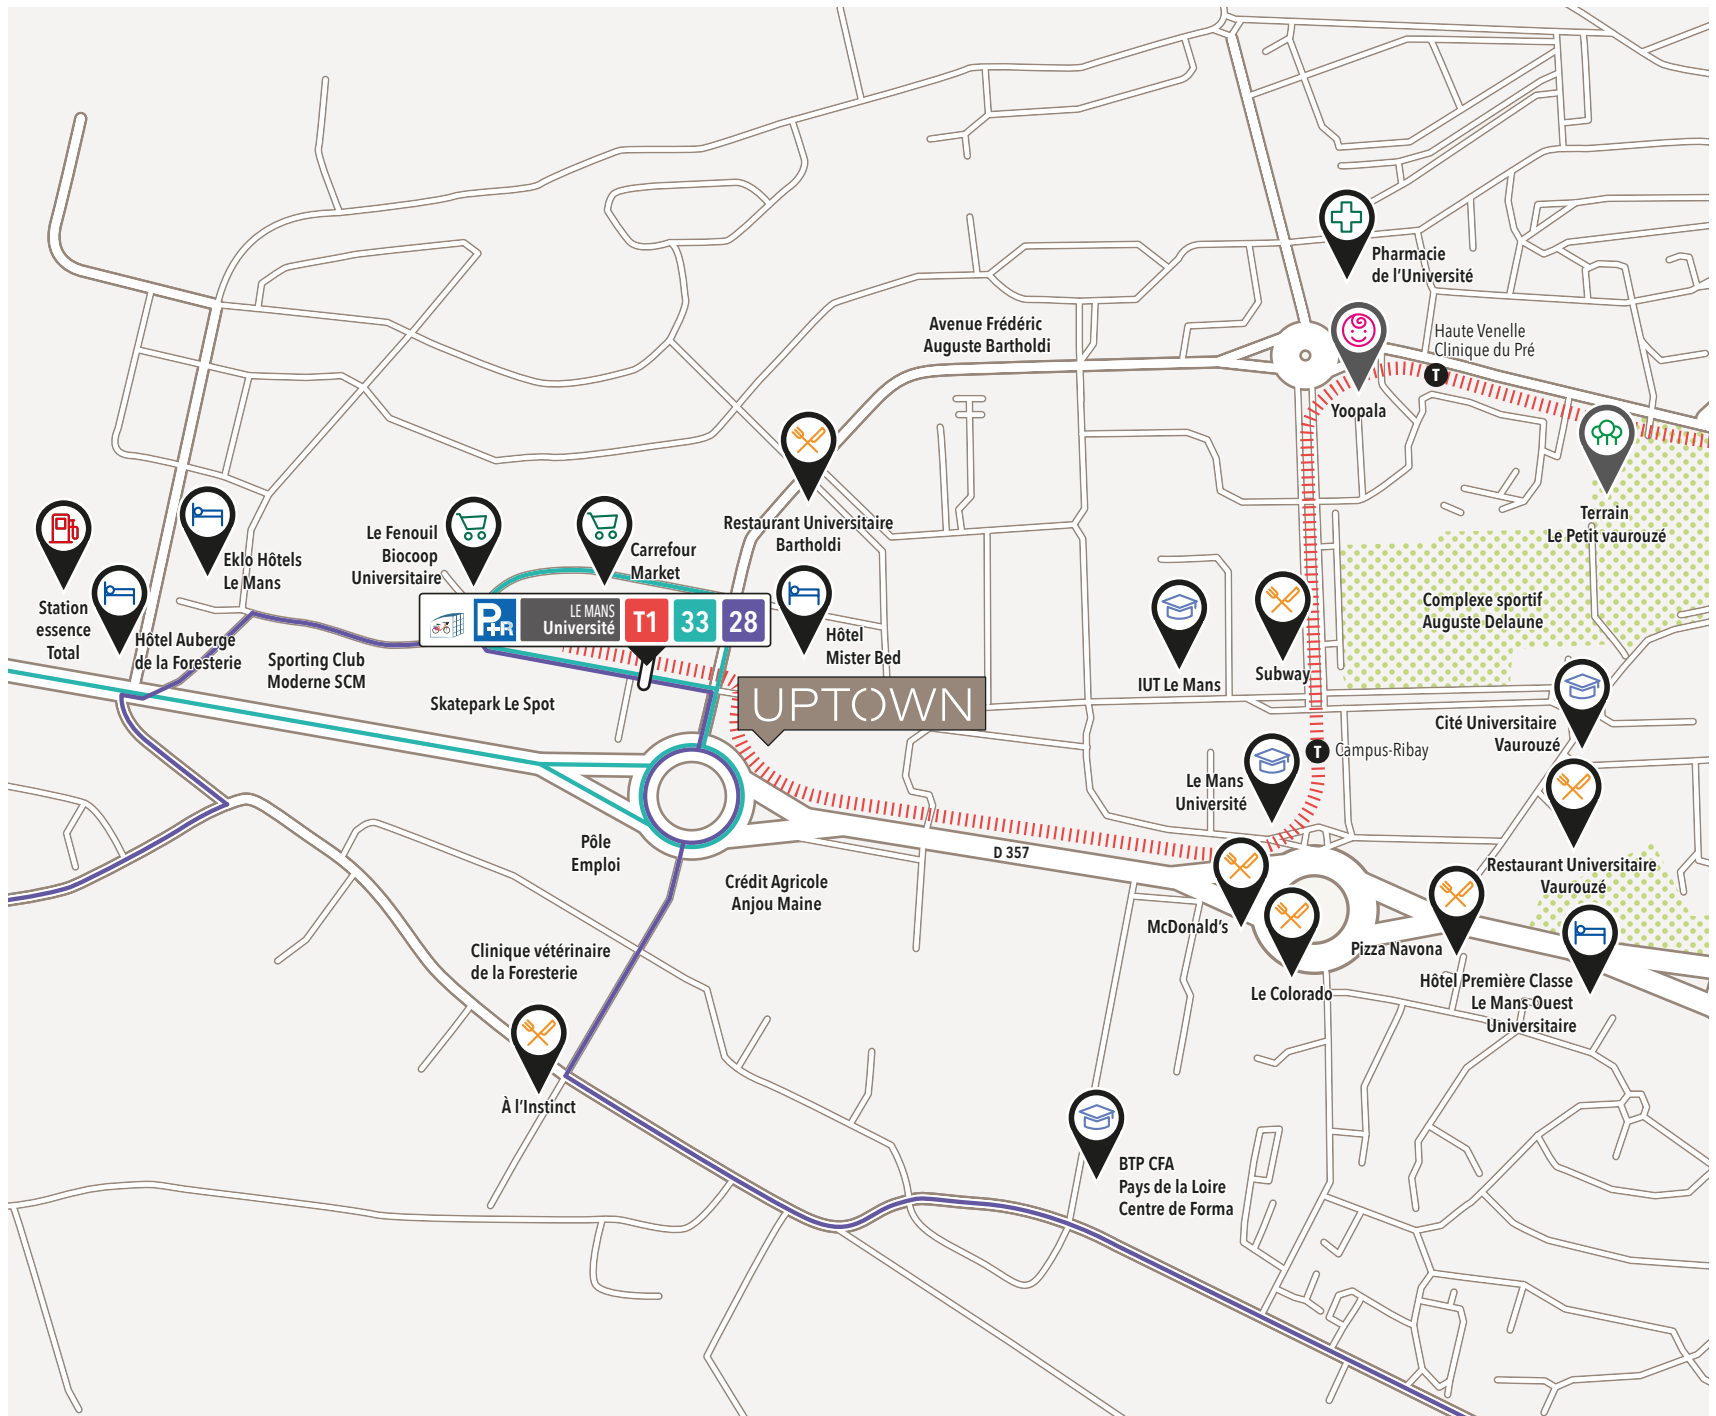 Pharmacie
de l'Université
Avenue Frédéric
Auguste Bartholdi
Haute Venelle
Clinique du Pré
T
Yoopala
Terrain
Le Petit vaurouzé
Restaurant Universitaire
Bartholdi
Le Fenouil
Biocoop
Universitaire
Carrefour
Market
Eklo Hôtels
Le Mans
Station
essence
Total
Hôtel Auberge
de la Foresterie
Sporting Club
Moderne SCM
P+R
LE MANS
Université
T1
33
28
Hôtel
Mister Bed
Skatepark Le Spot
UPTOWN
IUT Le Mans
Subway
Complexe sportif
Auguste Delaune
Cité Universitaire
Vaurouzé
T
Campus-Ribay
Le Mans
Université
Pôle
Emploi
D 357
Crédit Agricole
Anjou Maine
Restaurant Universitaire
Vaurouzé
McDonald's
Pizza Navona
Le Colorado
Hôtel Première Classe
Le Mans Ouest
Universitaire
Clinique vétérinaire
de la Foresterie
À l'Instinct
BTP CFA
Pays de la Loire
Centre de Forma